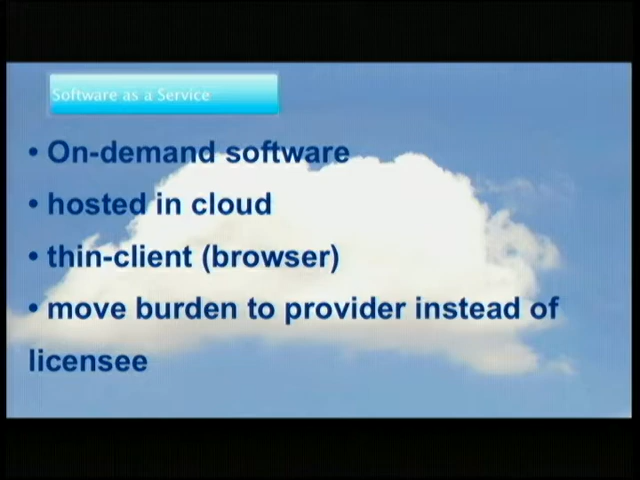 Software as a Service
• On-demand software
• hosted in cloud
• thin-client (browser)
• move burden to provider instead of
licensee